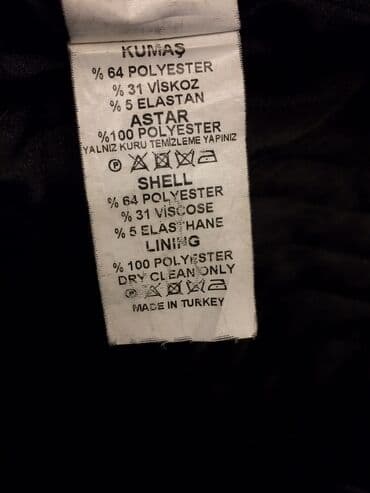 KUMAŞ
% 64 POLYESTER
% 31 VİSKOZ
% 5 ELASTAN
ASTAR
%100 POLYESTER
YALNIZ KURU TEMİZLEME YAPINIZ
P
SHELL
% 64 POLYESTER
% 31 VISCOSE
% 5 ELASTHANE
LINING
% 100 POLYESTER
DRY CLEAN ONLY
MADE IN TURKEY